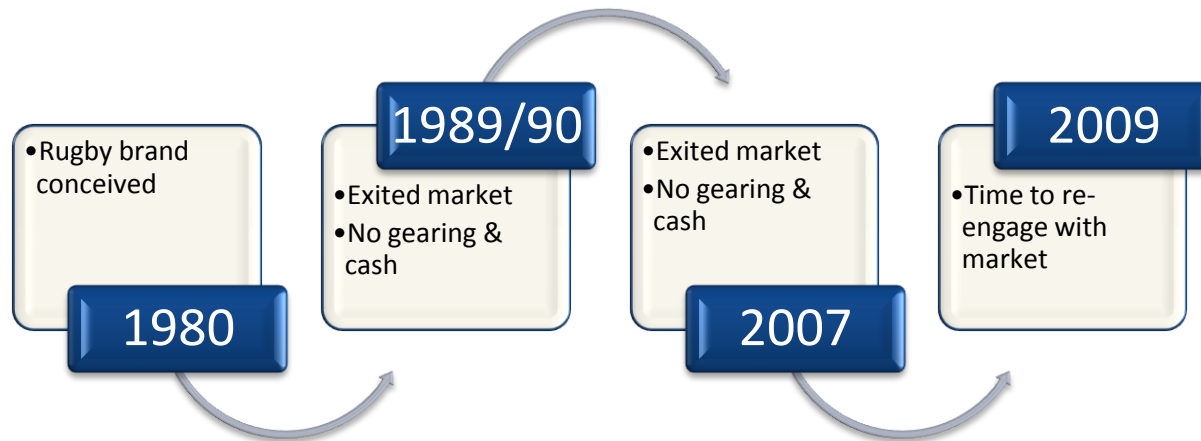 •Rugby brand
conceived
1980
1989/90
•Exited market
•No gearing &
cash
•Exited market
•No gearing &
cash
2007
2009
•Time to re-
engage with
market